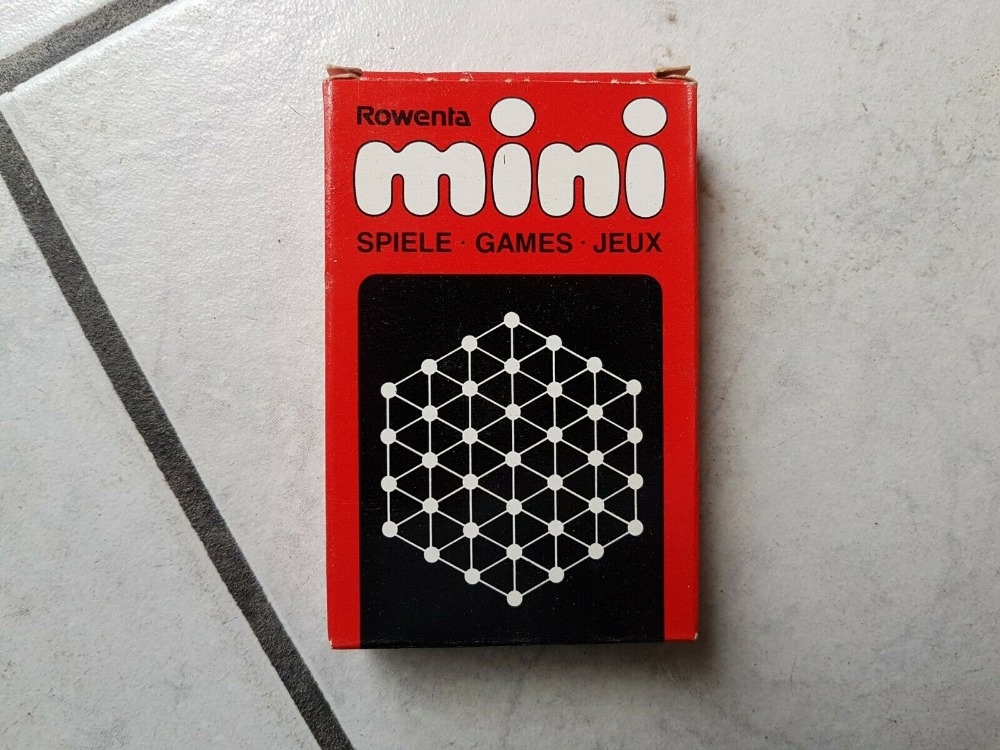 Rowenta
mini
SPIELE · GAMES · JEUX